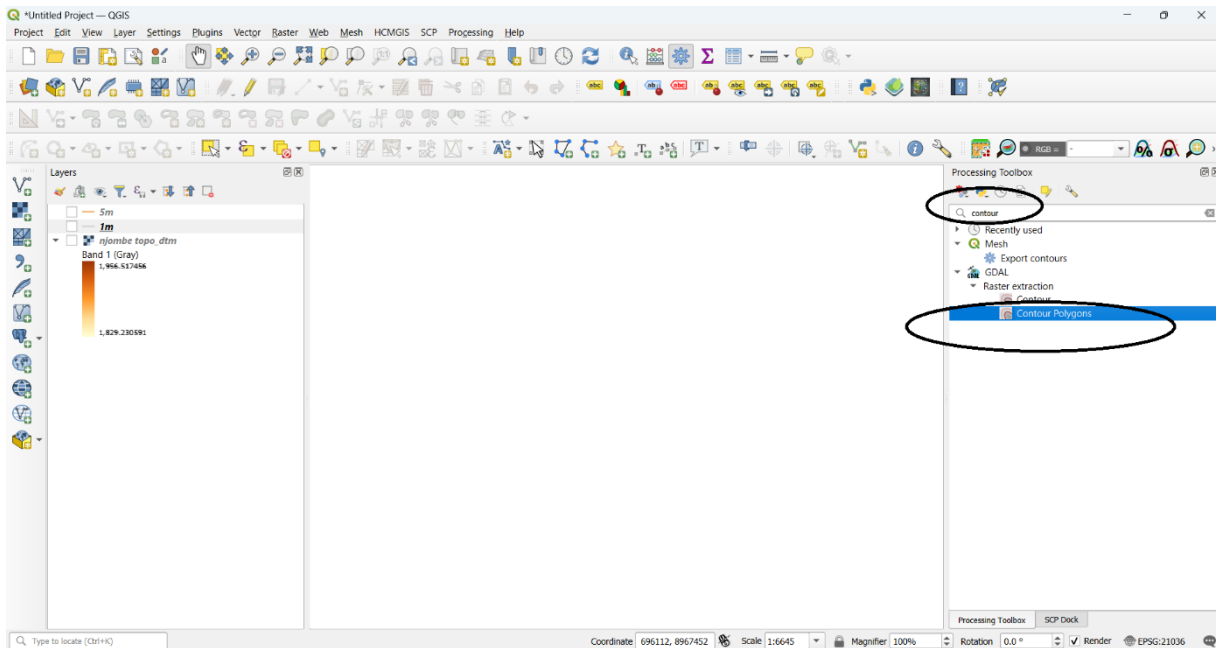 *Untitled Project — QGIS
Project Edit View Layer Settings Plugins Vector Raster Web Mesh HCMGIS SCP Processing Help
Layers
5m
1m
njombe topo_dtm
Band 1 (Gray)
1,956.517456
1,829.230591
Processing Toolbox
contour
Recently used
Mesh
Export contours
GDAL
Raster extraction
Contour
Contour Polygons
RGB =
Processing Toolbox SCP Dock
Type to locate (Ctrl+K)
Coordinate 696112, 8967452 Scale 1:6645 Magnifier 100% Rotation 0.0 ° Render EPSG:21036